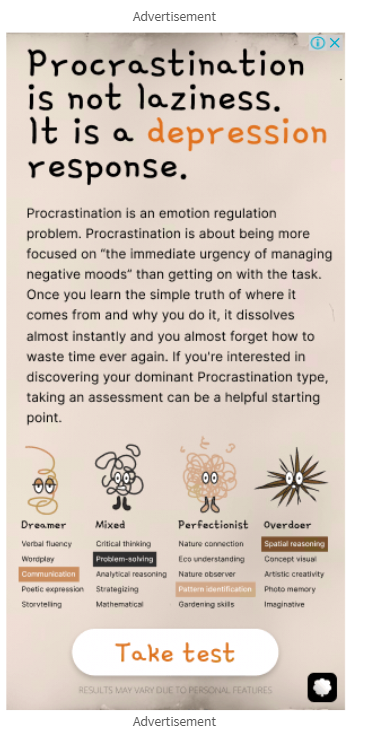 Advertisement
Procrastination
is not laziness.
It is a depression
response.
Procrastination is an emotion regulation
problem. Procrastination is about being more
focused on “the immediate urgency of managing
negative moods” than getting on with the task.
Once you learn the simple truth of where it
comes from and why you do it, it dissolves
almost instantly and you almost forget how to
waste time ever again. If you're interested in
discovering your dominant Procrastination type,
taking an assessment can be a helpful starting
point.
Dreamer
Verbal fluency
Wordplay
Communication
Poetic expression
Storytelling
Mixed
Critical thinking
Problem-solving
Analytical reasoning
Strategizing
Mathematical
Perfectionist
Nature connection
Eco understanding
Nature observer
Pattern identification
Gardening skills
Overdoer
Spatial reasoning
Concept visual
Artistic creativity
Photo memory
Imaginative
Take test
RESULTS MAY VARY DUE TO PERSONAL FEATURES
Advertisement